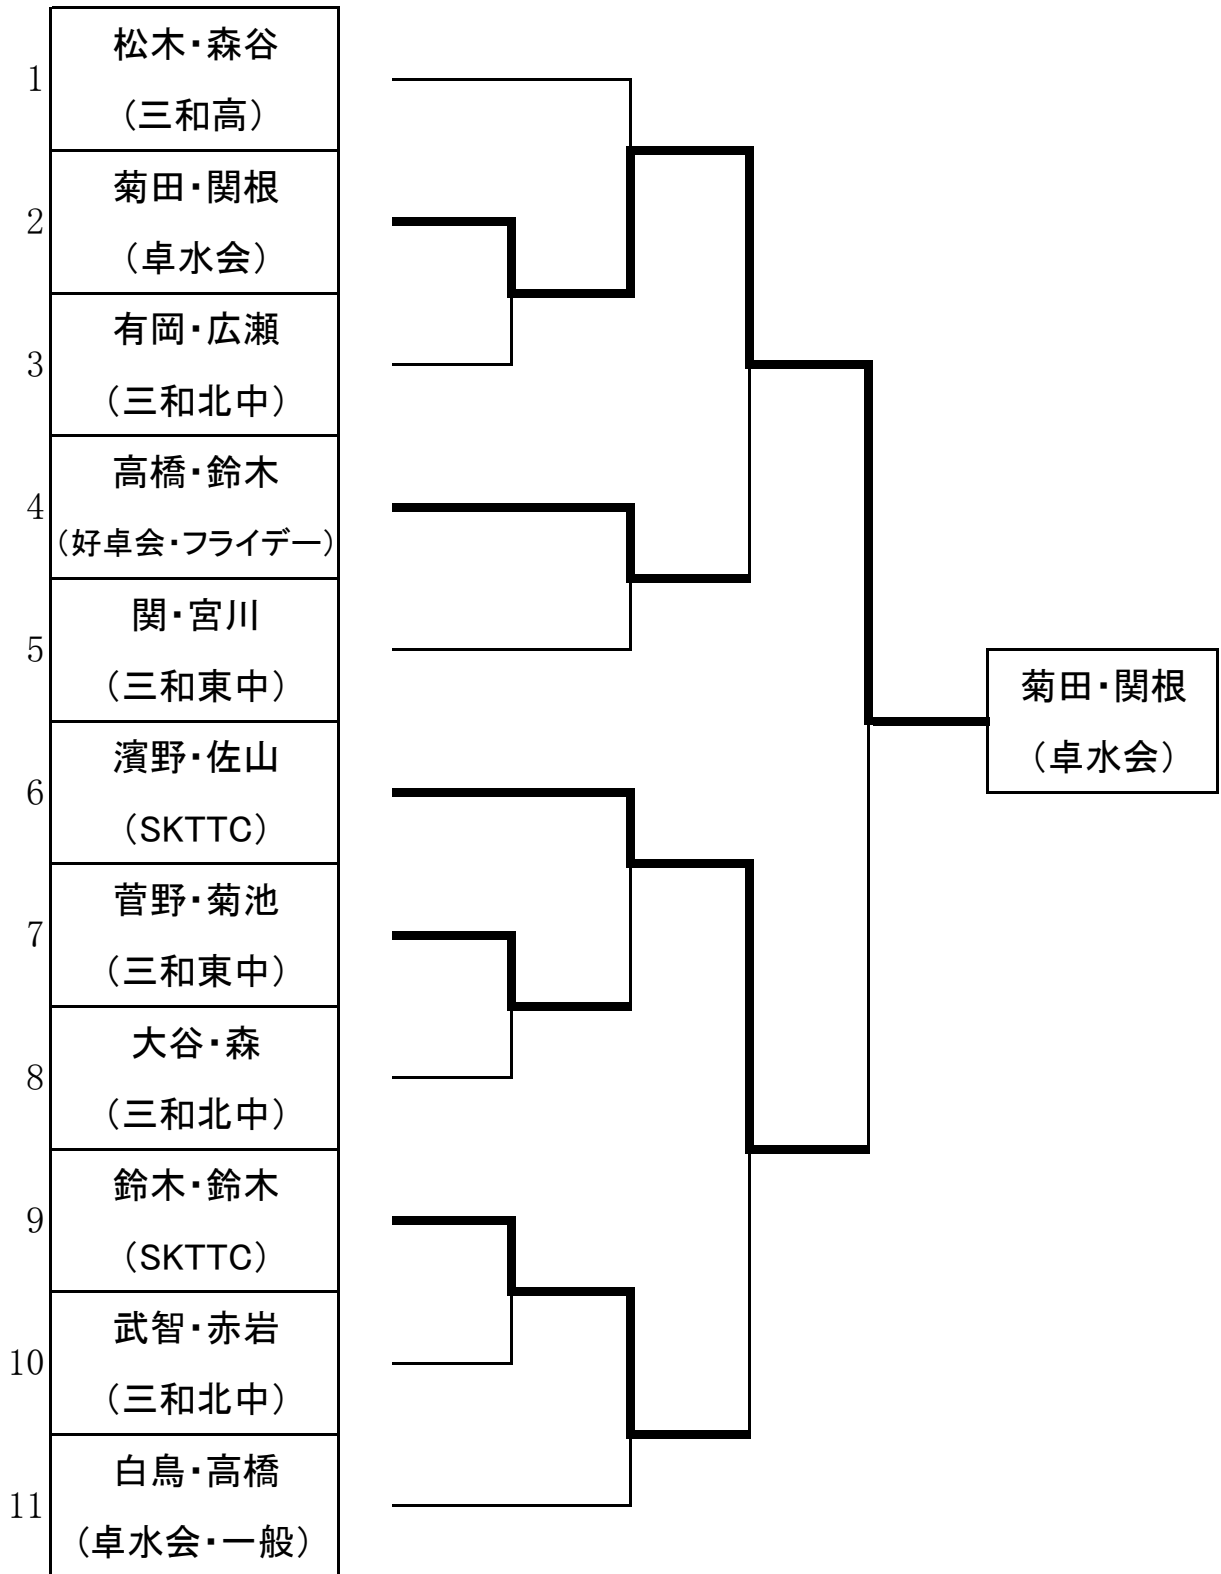 1
松木・森谷
（三和高）
2
菊田・関根
（卓水会）
3
有岡・広瀬
（三和北中）
4
高橋・鈴木
（好卓会・フライデー）
5
関・宮川
（三和東中）
6
濱野・佐山
（SKTTC）
7
菅野・菊池
（三和東中）
8
大谷・森
（三和北中）
9
鈴木・鈴木
（SKTTC）
10
武智・赤岩
（三和北中）
11
白鳥・高橋
（卓水会・一般）
菊田・関根
（卓水会）